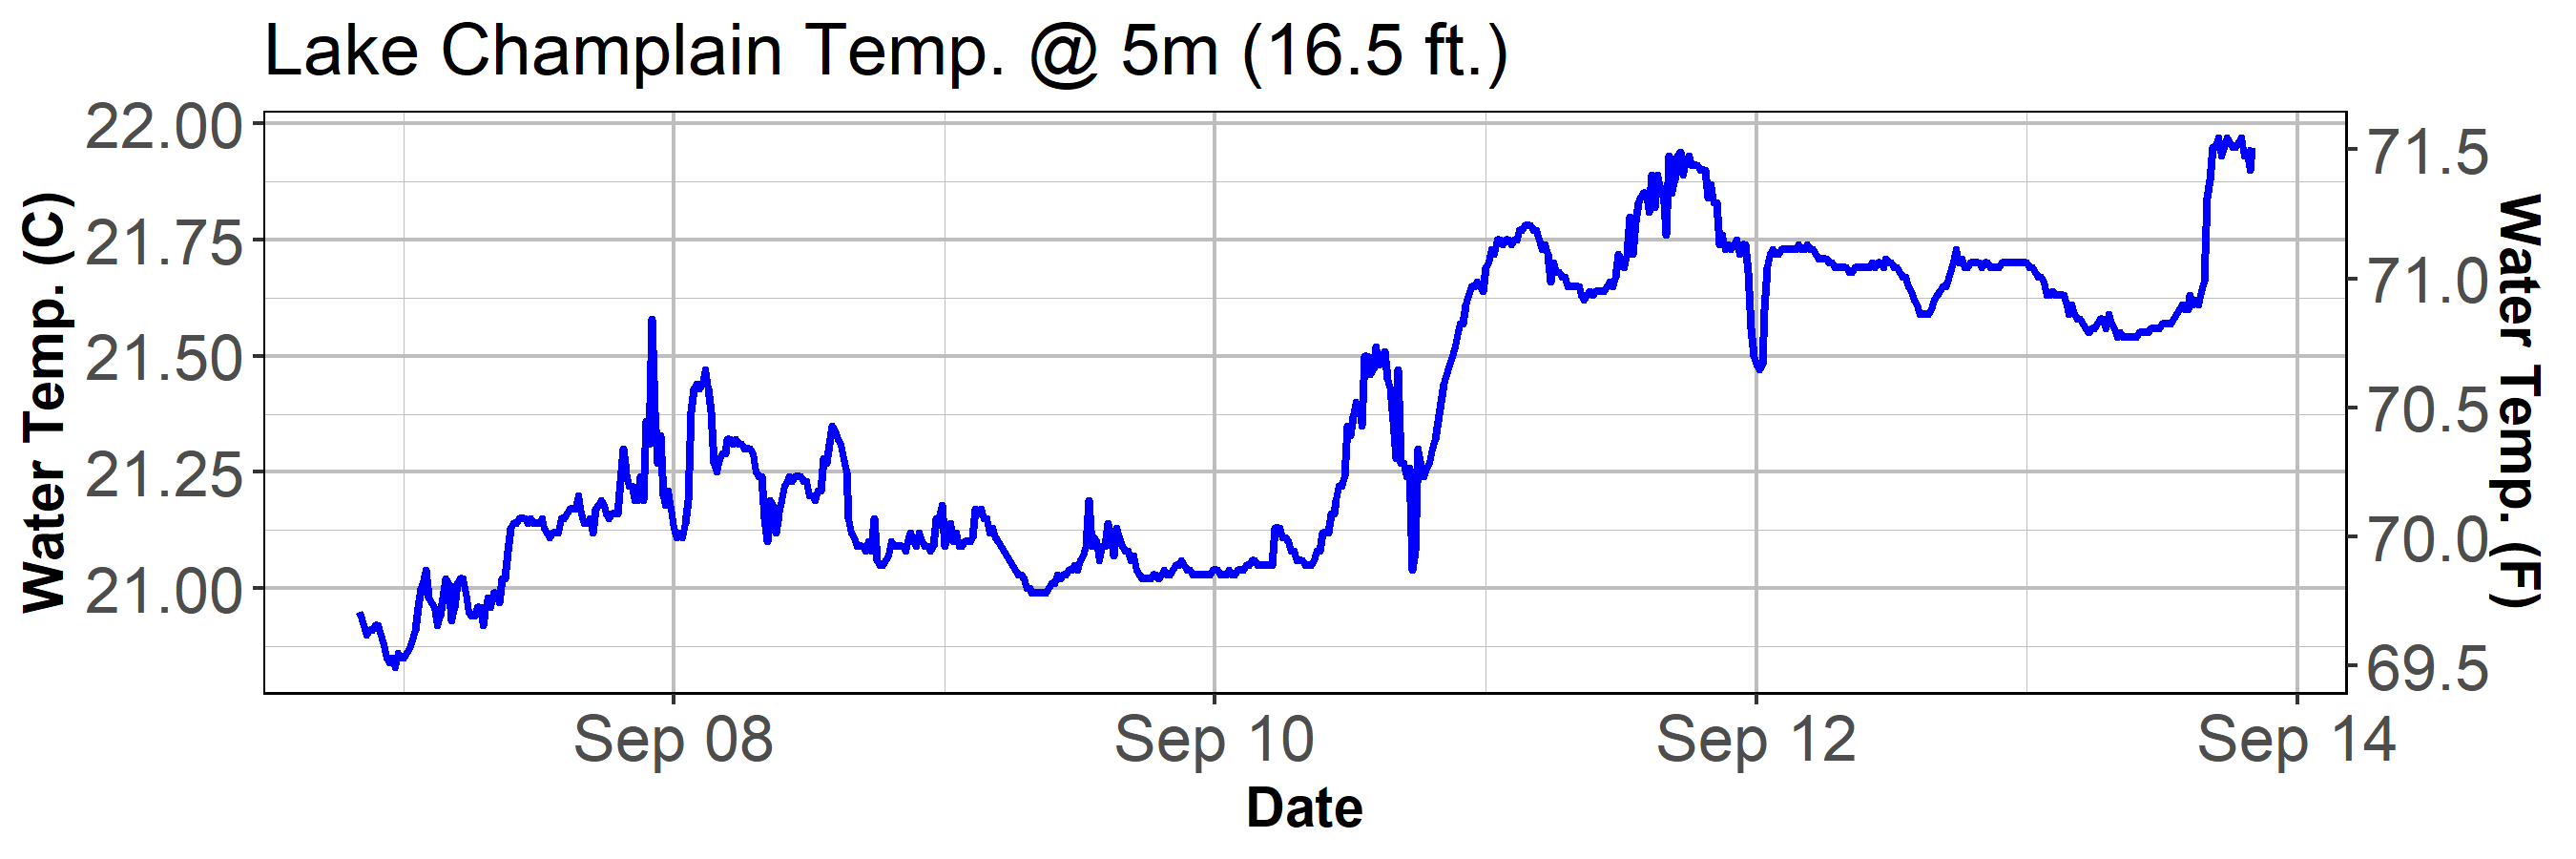 Lake Champlain Temp. @ 5m (16.5 ft.)
Water Temp. (C)
22.00
21.75
21.50
21.25
21.00
71.5
71.0
70.5
70.0
69.5
Water Temp. (F)
Sep 08
Sep 10
Sep 12
Sep 14
Date